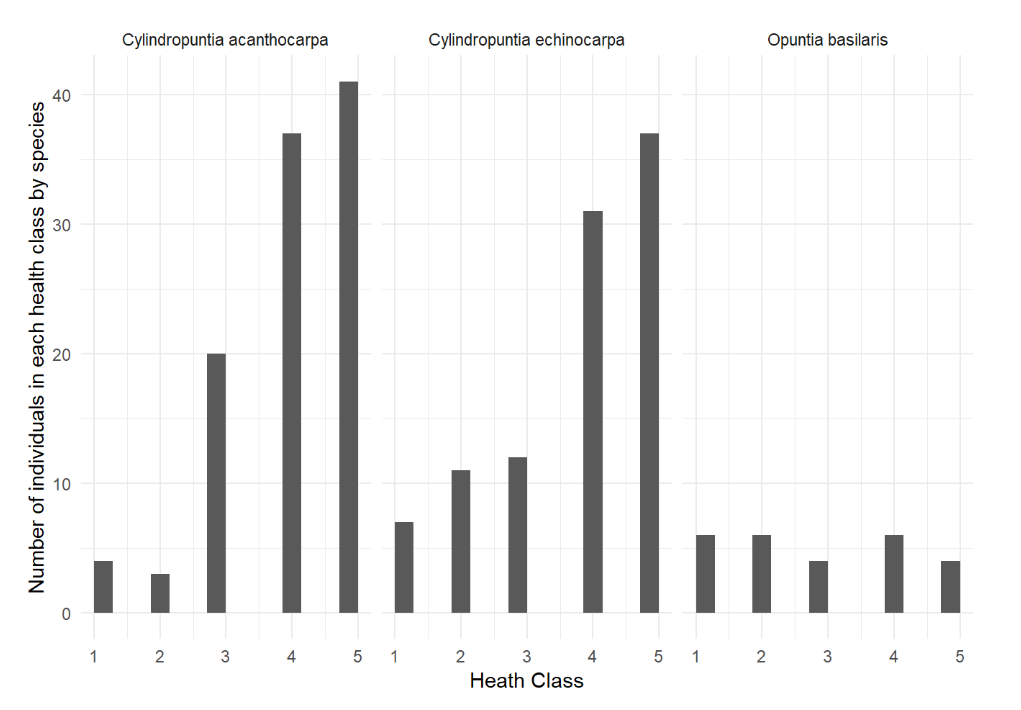 Cylindropuntia acanthocarpa Cylindropuntia echinocarpa Opuntia basilaris
Number of individuals in each health class by species
40
30
20
10
0
1 2 3 4 5 1 2 3 4 5 1 2 3 4 5
Heath Class